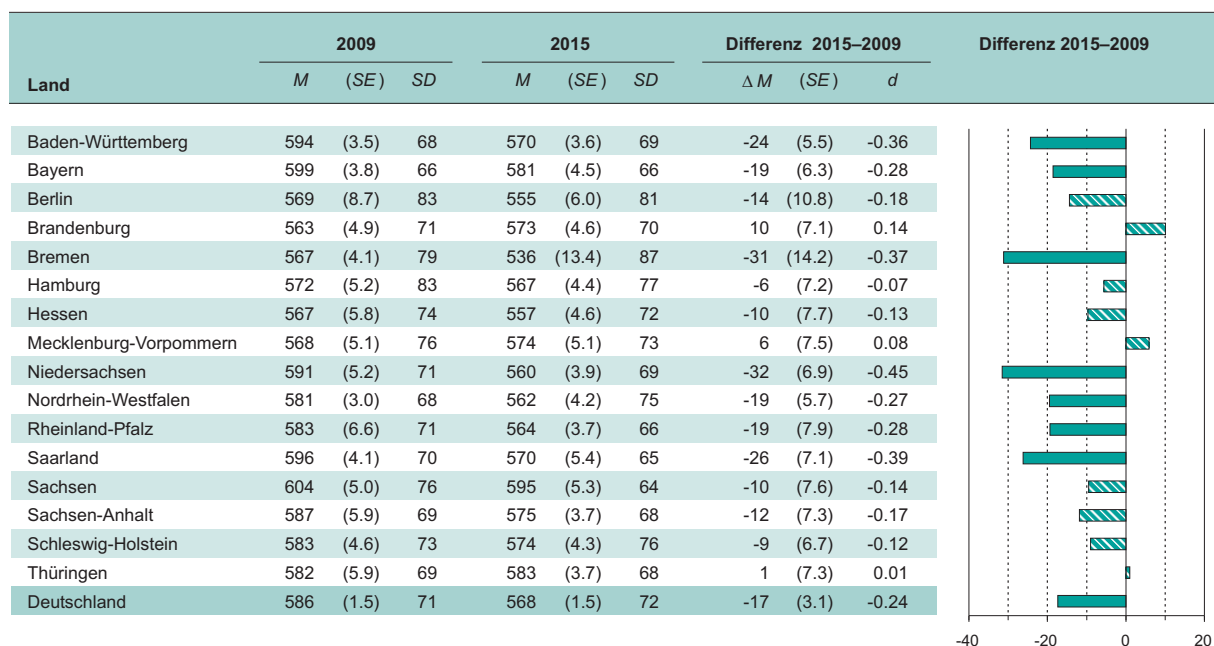 2009 2015 Differenz 2015–2009 Differenz 2015–2009
Land M (SE) SD M (SE) SD Δ M (SE) d
Baden-Württemberg 594 (3.5) 68 570 (3.6) 69 -24 (5.5) -0.36
Bayern 599 (3.8) 66 581 (4.5) 66 -19 (6.3) -0.28
Berlin 569 (8.7) 83 555 (6.0) 81 -14 (10.8) -0.18
Brandenburg 563 (4.9) 71 573 (4.6) 70 10 (7.1) 0.14
Bremen 567 (4.1) 79 536 (13.4) 87 -31 (14.2) -0.37
Hamburg 572 (5.2) 83 567 (4.4) 77 -6 (7.2) -0.07
Hessen 567 (5.8) 74 557 (4.6) 72 -10 (7.7) -0.13
Mecklenburg-Vorpommern 568 (5.1) 76 574 (5.1) 73 6 (7.5) 0.08
Niedersachsen 591 (5.2) 71 560 (3.9) 69 -32 (6.9) -0.45
Nordrhein-Westfalen 581 (3.0) 68 562 (4.2) 75 -19 (5.7) -0.27
Rheinland-Pfalz 583 (6.6) 71 564 (3.7) 66 -19 (7.9) -0.28
Saarland 596 (4.1) 70 570 (5.4) 65 -26 (7.1) -0.39
Sachsen 604 (5.0) 76 595 (5.3) 64 -10 (7.6) -0.14
Sachsen-Anhalt 587 (5.9) 69 575 (3.7) 68 -12 (7.3) -0.17
Schleswig-Holstein 583 (4.6) 73 574 (4.3) 76 -9 (6.7) -0.12
Thüringen 582 (5.9) 69 583 (3.7) 68 1 (7.3) 0.01
Deutschland 586 (1.5) 71 568 (1.5) 72 -17 (3.1) -0.24
-40 -20 0 20